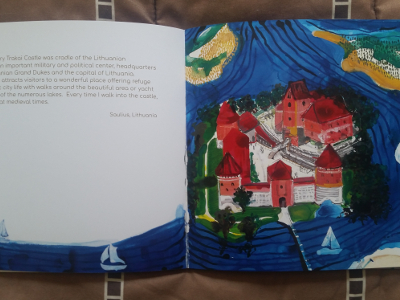 ry Trakai Castle was cradle of the Lithuanian
n important military and political center, headquarters
nian Grand Dukes and the capital of Lithuania.
attracts visitors to a wonderful place offering refuge
city life with walks around the beautiful area or yacht
of the numerous lakes. Every time I walk into the castle,
al medieval times.
Saulius, Lithuania